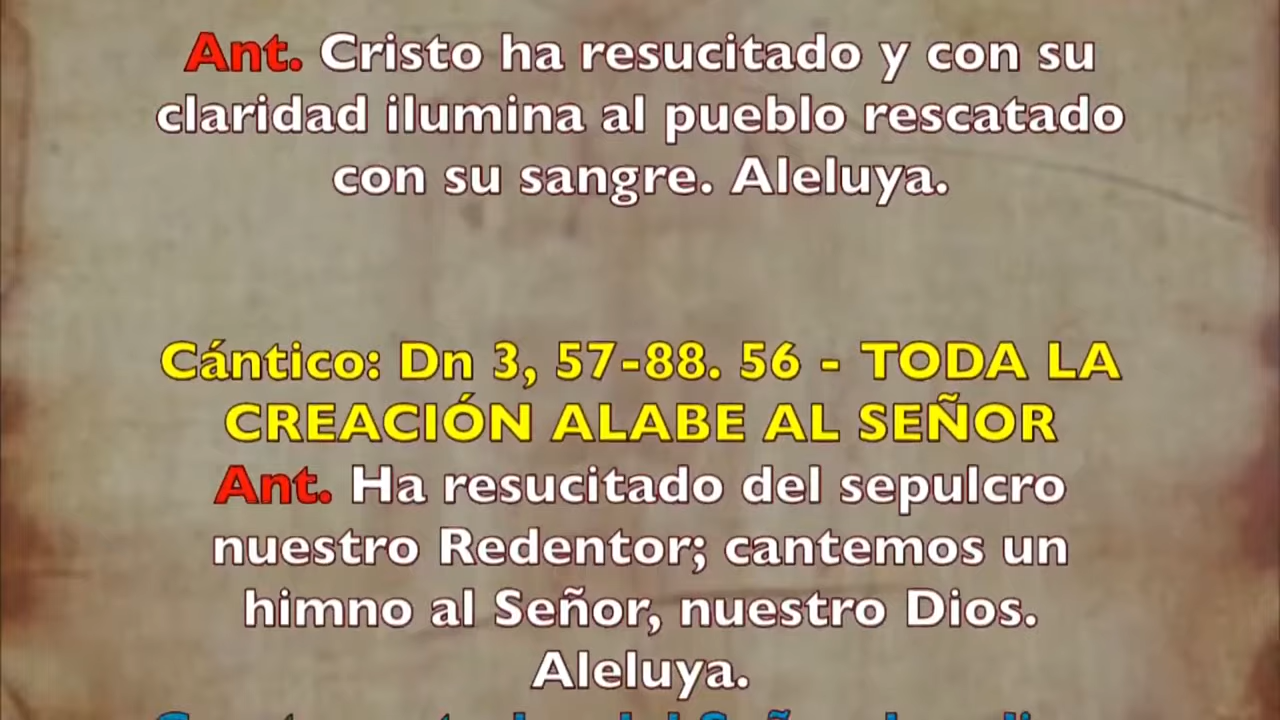 Ant. Cristo ha resucitado y con su
claridad ilumina al pueblo rescatado
con su sangre. Aleluya.
Cántico: Dn 3, 57-88. 56 - TODA LA
CREACIÓN ALABE AL SEÑOR
Ant. Ha resucitado del sepulcro
nuestro Redentor; cantemos un
himno al Señor, nuestro Dios.
Aleluya.